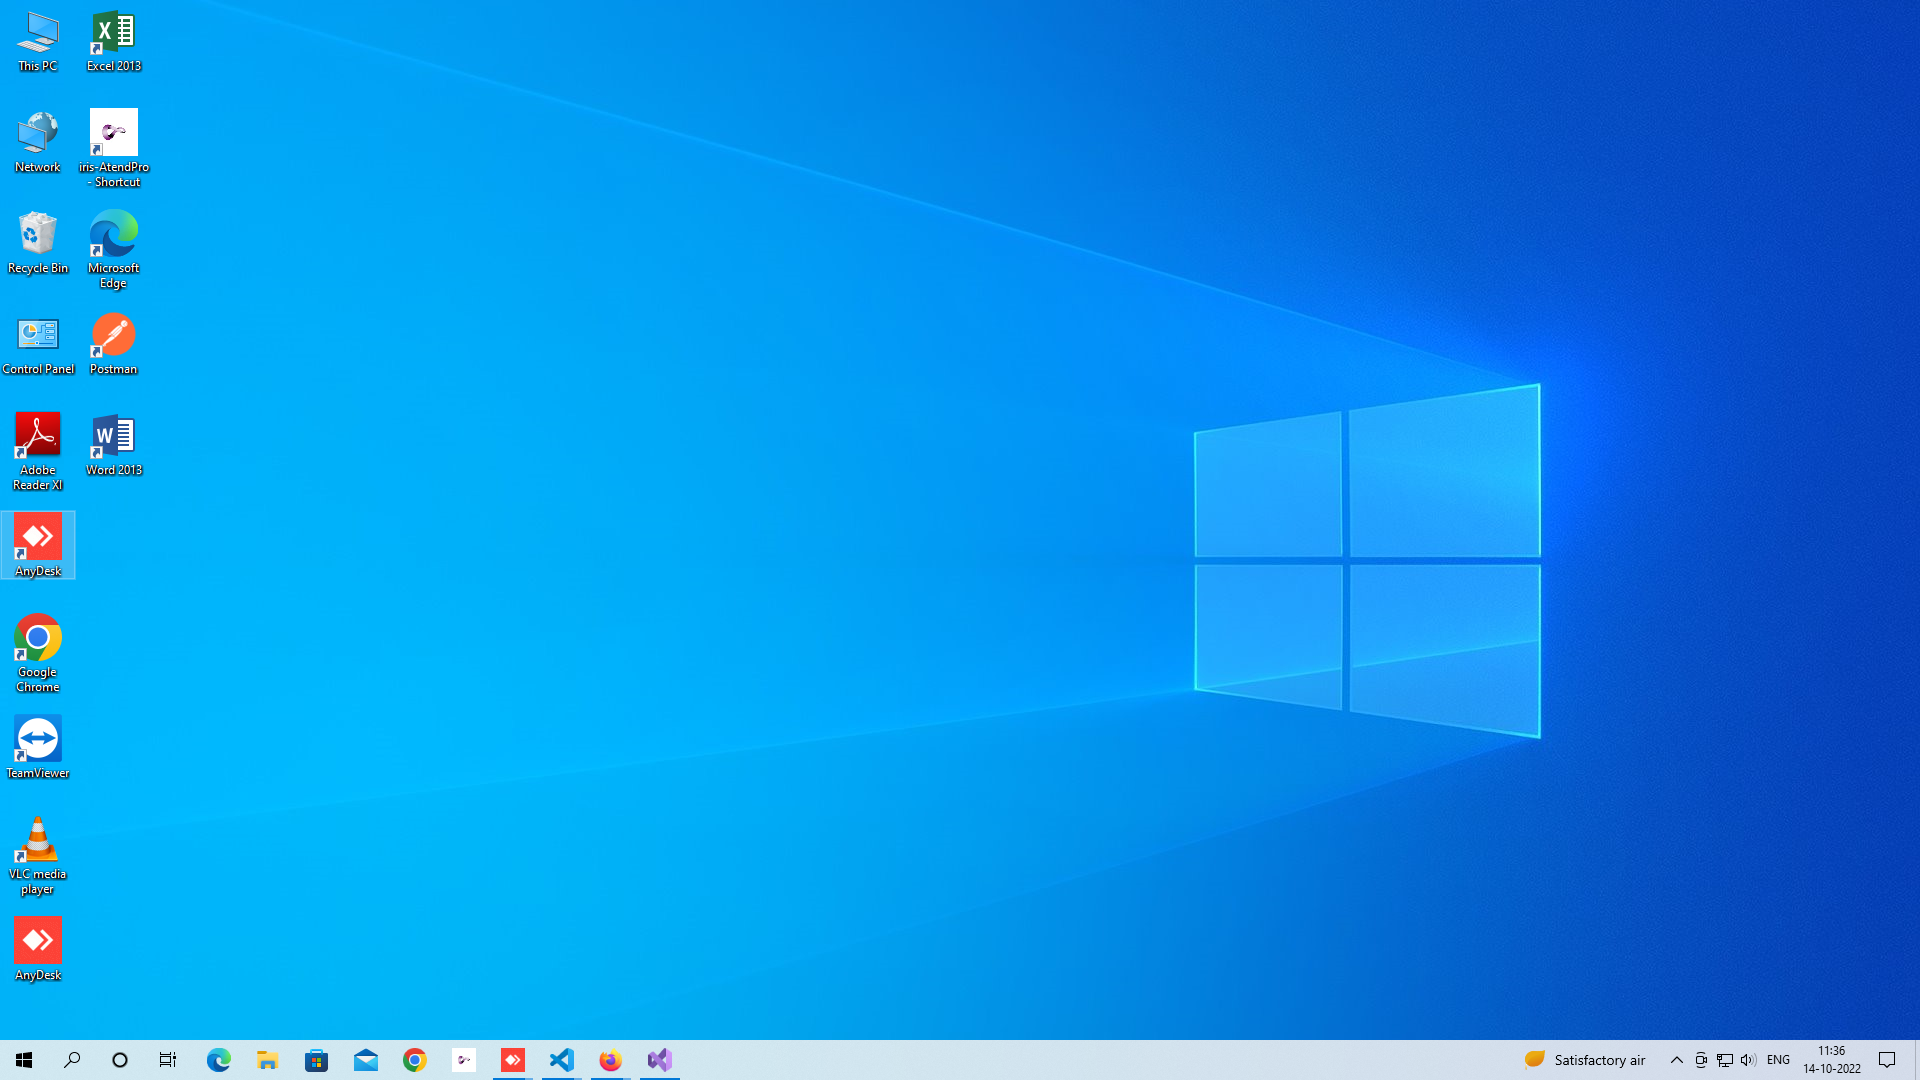 This PC
Excel 2013
Network
iris-AtendPro
- Shortcut
Recycle Bin
Microsoft
Edge
Control Panel
Postman
Adobe
Reader XI
Word 2013
AnyDesk
Google
Chrome
TeamViewer
VLC media
player
AnyDesk
Satisfactory air
ENG
11:36
14-10-2022